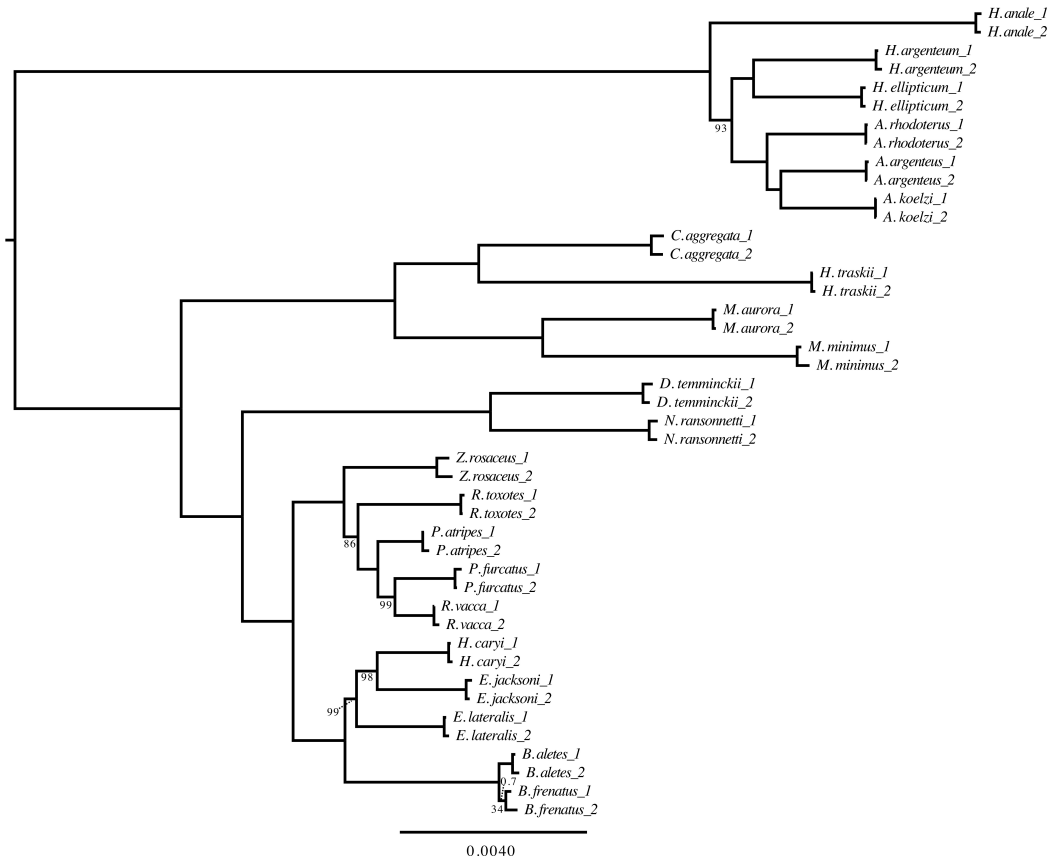 H. anale_1
H. anale_2
H. argenteum_1
H. argenteum_2
H. ellipticum_1
H. ellipticum_2
93
A. rhodoterus_1
A. rhodoterus_2
A. argenteus_1
A. argenteus_2
A. koelzi_1
A. koelzi_2
C. aggregata_1
C. aggregata_2
H. traskii_1
H. traskii_2
M. aurora_1
M. aurora_2
M. minimus_1
M. minimus_2
D. temminckii_1
D. temminckii_2
N. ransonnetti_1
N. ransonnetti_2
Z. rosaceus_1
Z. rosaceus_2
R. toxotes_1
R. toxotes_2
P. atripes_1
86
P. atripes_2
P. furcatus_1
P. furcatus_2
99
R. vacca_1
R. vacca_2
H. caryi_1
H. caryi_2
98
E. jacksoni_1
E. jacksoni_2
99
E. lateralis_1
E. lateralis_2
B. aletes_1
B. aletes_2
0.7
B. frenatus_1
34
B. frenatus_2
0.0040